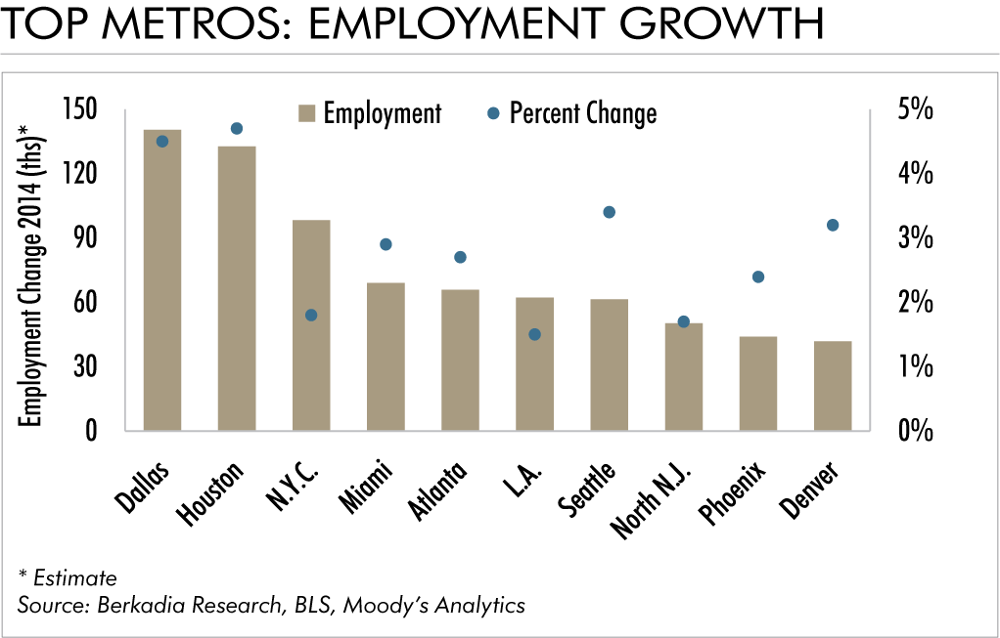 TOP METROS: EMPLOYMENT GROWTH
Employment
Percent Change
Employment Change 2014 (ths)*
150
120
90
60
30
0
5%
4%
3%
2%
1%
0%
Dallas
Houston
N.Y.C.
Miami
Atlanta
L.A.
Seattle
North N.J.
Phoenix
Denver
* Estimate
Source: Berkadia Research, BLS, Moody’s Analytics